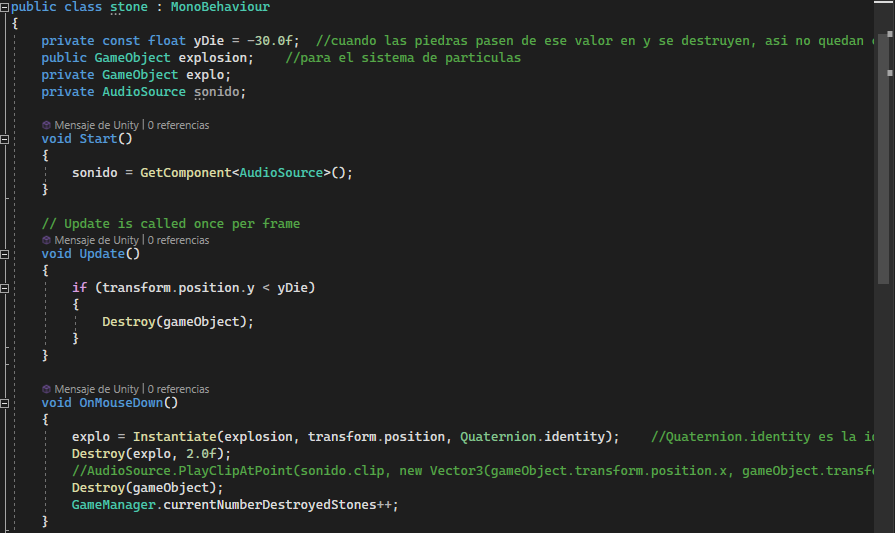 public class stone : MonoBehaviour
{
private const float yDie = -30.0f; //cuando las piedras pasen de ese valor en y se destruyen, asi no quedan
public GameObject explosion; //para el sistema de particulas
private GameObject explo;
private AudioSource sonido;
Mensaje de Unity | 0 referencias
void Start()
{
sonido = GetComponent<AudioSource>();
}
// Update is called once per frame
Mensaje de Unity | 0 referencias
void Update()
{
if (transform.position.y < yDie)
{
Destroy(gameObject);
}
}
Mensaje de Unity | 0 referencias
void OnMouseDown()
{
explo = Instantiate(explosion, transform.position, Quaternion.identity); //Quaternion.identity es la
Destroy(explo, 2.0f);
//AudioSource.PlayClipAtPoint(sonido.clip, new Vector3(gameObject.transform.position.x, gameObject.transfo
Destroy(gameObject);
GameManager.currentNumberDestroyedStones++;
}